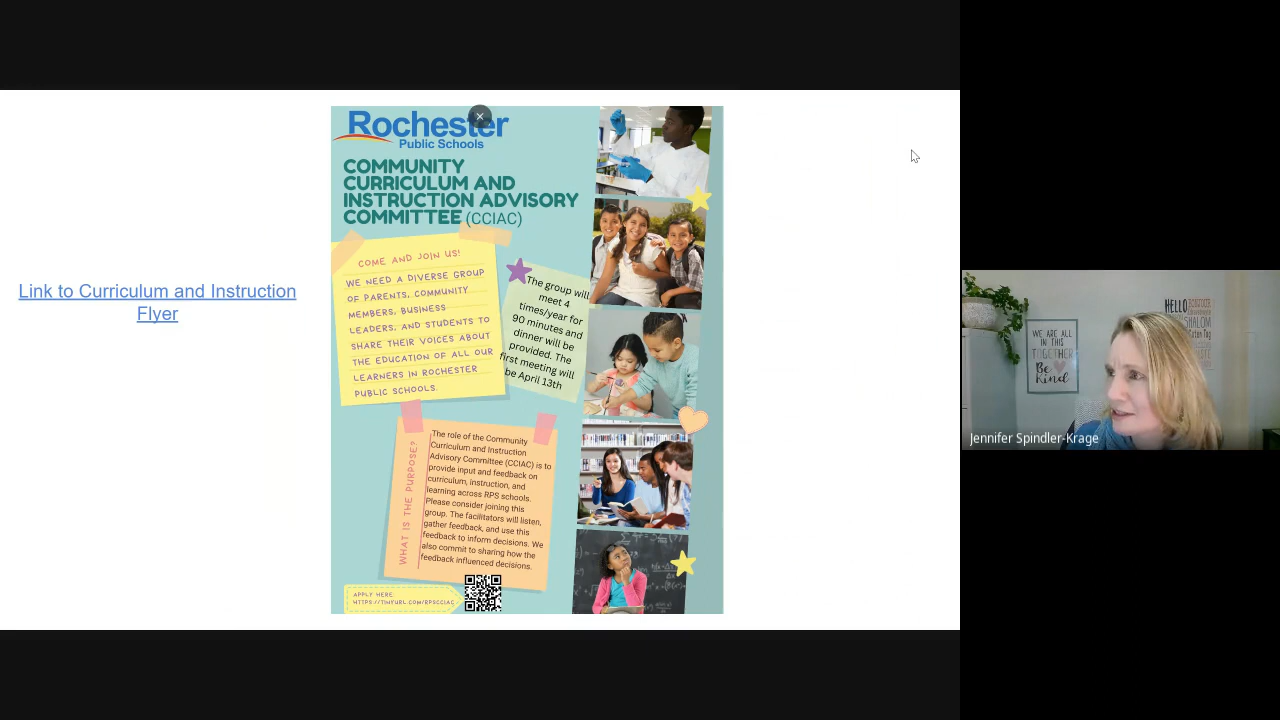 Rochester
Public Schools
COMMUNITY
CURRICULUM AND
INSTRUCTION ADVISORY
COMMITTEE (CCIAC)
COME AND JOIN US!
WE NEED A DIVERSE GROUP
OF PARENTS, COMMUNITY
MEMBERS, BUSINESS
LEADERS, AND STUDENTS TO
SHARE THEIR VOICES ABOUT
THE EDUCATION OF ALL OUR
LEARNERS IN ROCHESTER
PUBLIC SCHOOLS.
The group will
meet 4
times/year for
90 minutes and
dinner will be
provided. The
first meeting will
be April 13th
Link to Curriculum and Instruction
Flyer
WHAT IS THE PURPOSE?
The role of the Community
Curriculum and Instruction
Advisory Committee (CCIAC) is to
provide input and feedback on
curriculum, instruction, and
learning across RPS schools.
Please consider joining this
group. The facilitators will listen,
gather feedback, and use this
feedback to inform decisions. We
also commit to sharing how the
feedback influenced decisions.
APPLY HERE:
HTTPS://TINYURL.COM/RPSCCIAC
HELLO
SHALOM
WE ARE ALL
IN THIS
TOGETHER
Be
Kind
Jennifer Spindler-Krage